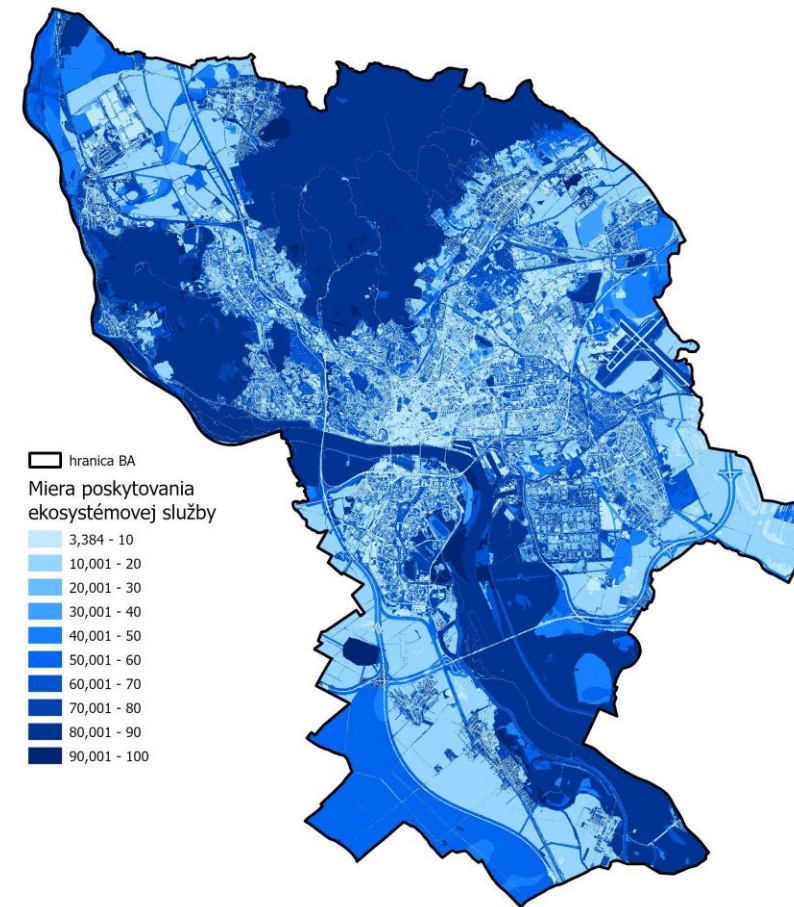 hranica BA
Miera poskytovania
ekosystémovej služby
3,384 - 10
10,001 - 20
20,001 - 30
30,001 - 40
40,001 - 50
50,001 - 60
60,001 - 70
70,001 - 80
80,001 - 90
90,001 - 100